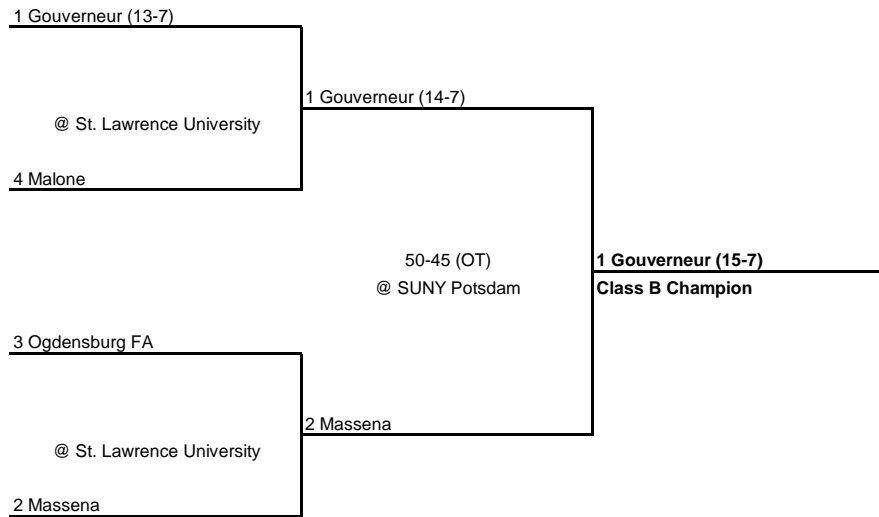 1 Gouverneur (13-7)
1 Gouverneur (14-7)
@ St. Lawrence University
4 Malone
50-45 (OT)
1 Gouverneur (15-7)
@ SUNY Potsdam
Class B Champion
3 Ogdensburg FA
2 Massena
@ St. Lawrence University
2 Massena